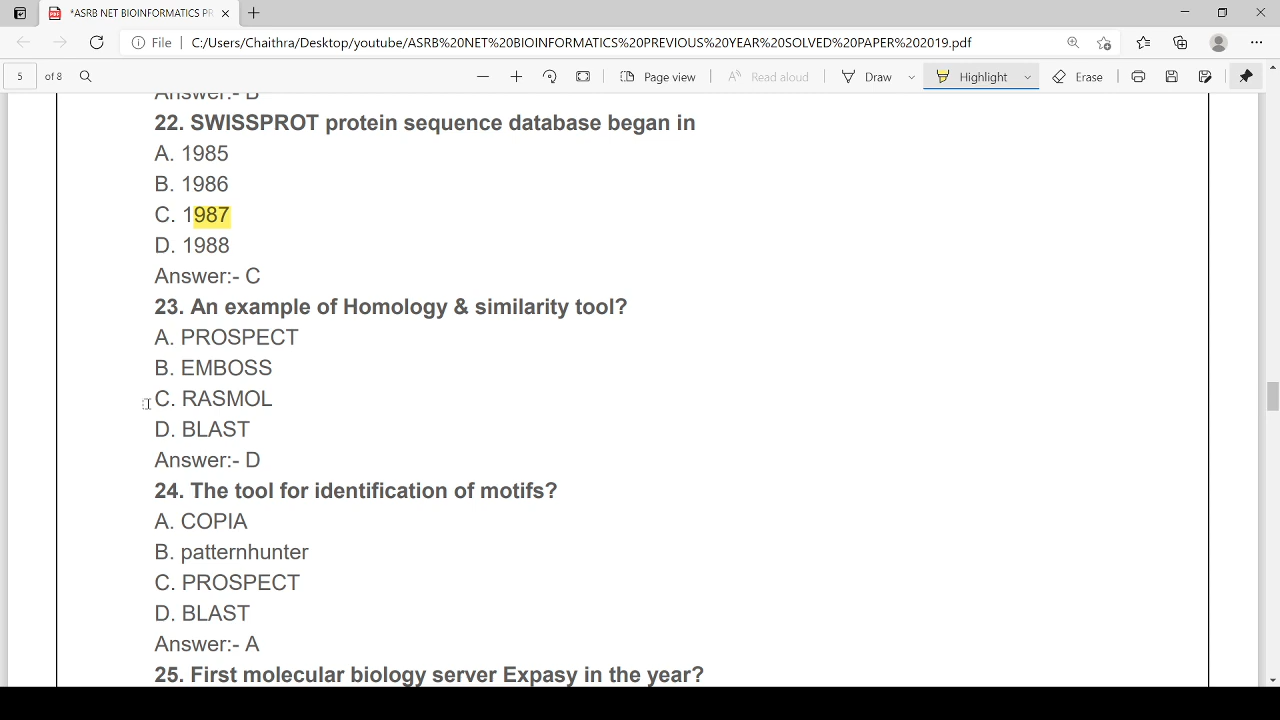 *ASRB NET BIOINFORMATICS PR
File
C:/Users/Chaithra/Desktop/youtube/ASRB%20NET%20BIOINFORMATICS%20PREVIOUS%20YEAR%20SOLVED%20PAPER%202019.pdf
5 of 8
Page view
Read aloud
Draw
Highlight
Erase
Answer:- B
22. SWISSPROT protein sequence database began in
A. 1985
B. 1986
C. 1987
D. 1988
Answer:- C
23. An example of Homology & similarity tool?
A. PROSPECT
B. EMBOSS
C. RASMOL
D. BLAST
Answer:- D
24. The tool for identification of motifs?
A. COPIA
B. patternhunter
C. PROSPECT
D. BLAST
Answer:- A
25. First molecular biology server Expasy in the year?